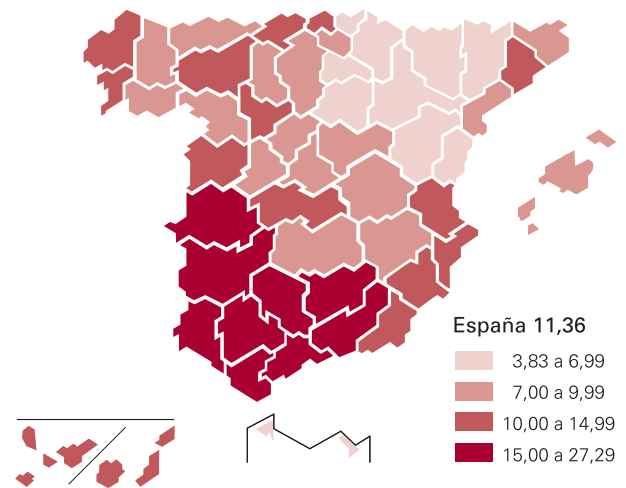 España 11,36
3,83 a 6,99
7,00 a 9,99
10,00 a 14,99
15,00 a 27,29